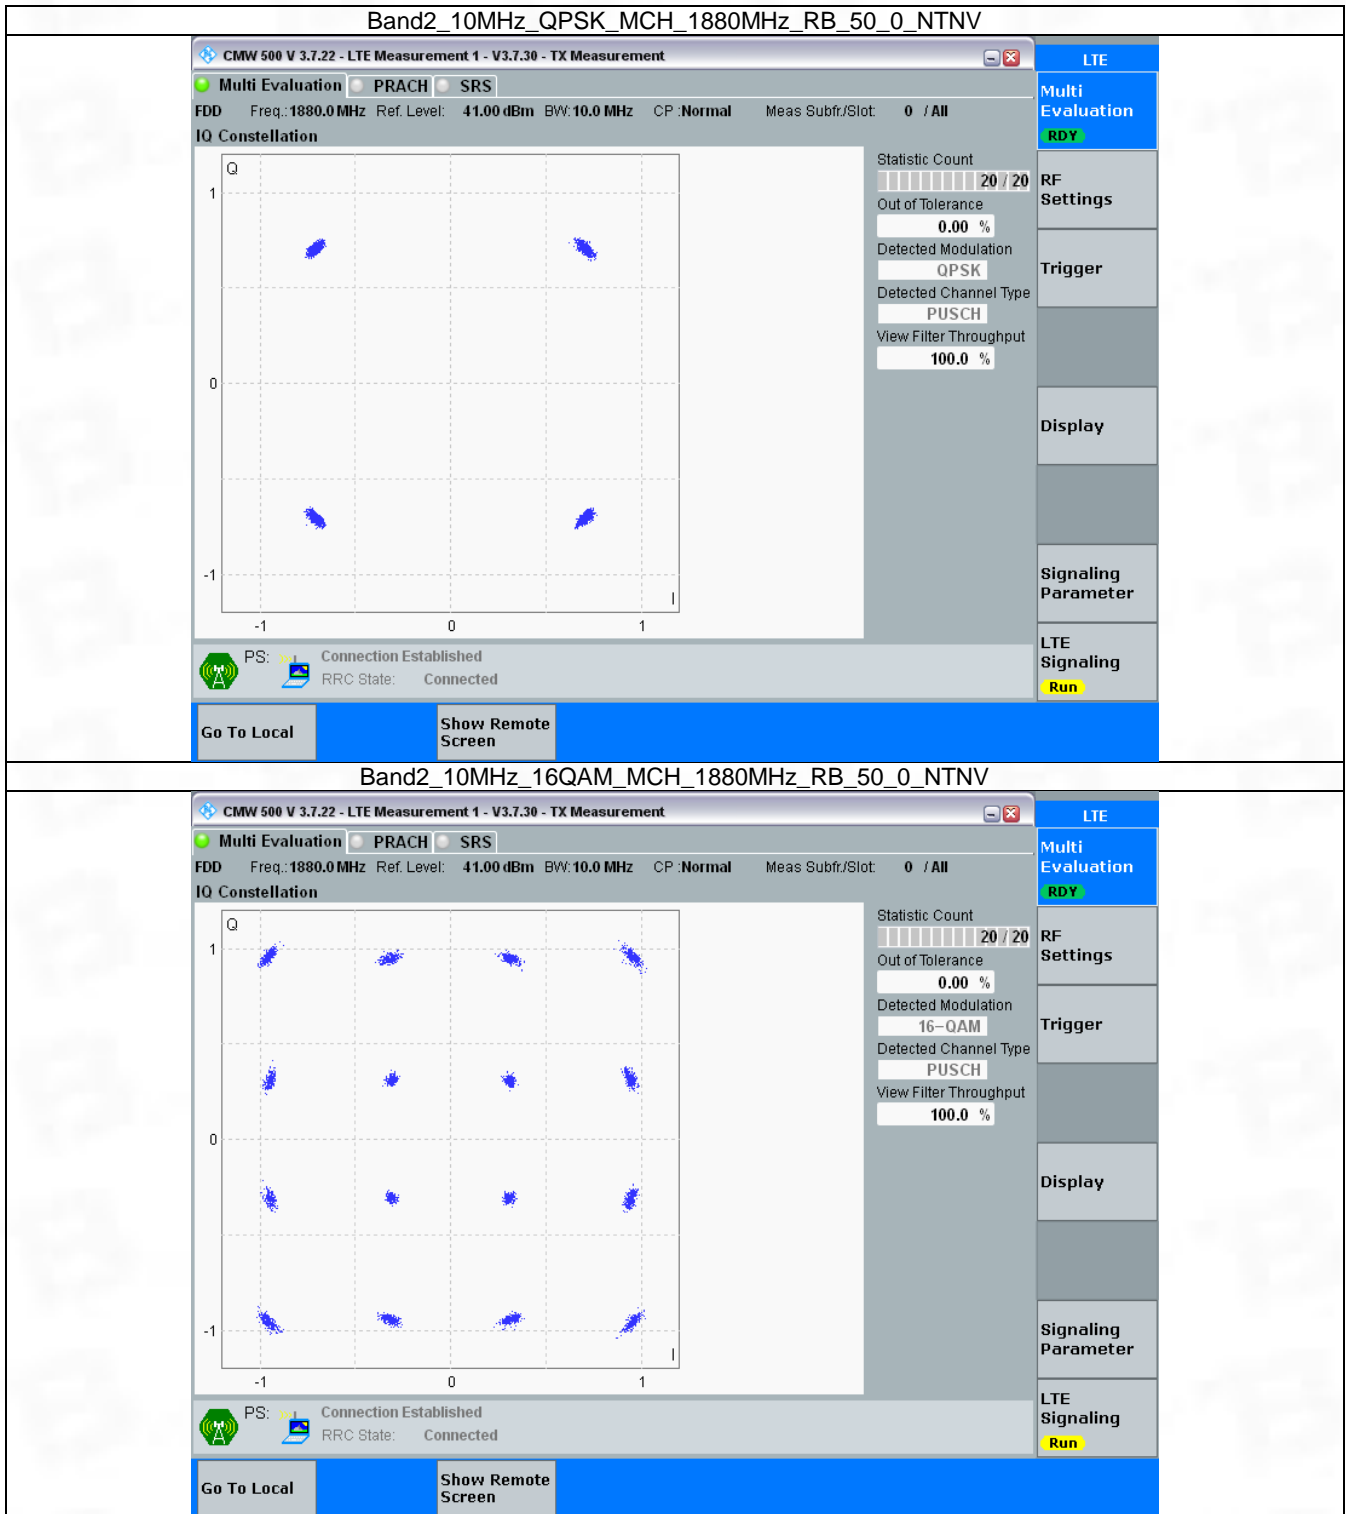 Band2_10MHz_QPSK_MCH_1880MHz_RB_50_0_NTNV
CMW 500 V 3.7.22 - LTE Measurement 1 - V3.7.30 - TX Measurement
LTE
Multi Evaluation PRACH SRS
Multi
Evaluation
RDY
FDD Freq.:1880.0 MHz Ref. Level: 41.00 dBm BW:10.0 MHz CP :Normal Meas Subfr./Slot: 0 / All
IQ Constellation
Q
1
0
-1
-1 0 1
I
Statistic Count
20 / 20
Out of Tolerance
0.00 %
Detected Modulation
QPSK
Detected Channel Type
PUSCH
View Filter Throughput
100.0 %
RF
Settings
Trigger
Display
Signaling
Parameter
LTE
Signaling
Run
PS: Connection Established
RRC State: Connected
Go To Local
Show Remote
Screen
Band2_10MHz_16QAM_MCH_1880MHz_RB_50_0_NTNV
CMW 500 V 3.7.22 - LTE Measurement 1 - V3.7.30 - TX Measurement
LTE
Multi Evaluation PRACH SRS
Multi
Evaluation
RDY
FDD Freq.:1880.0 MHz Ref. Level: 41.00 dBm BW:10.0 MHz CP :Normal Meas Subfr./Slot: 0 / All
IQ Constellation
Q
1
0
-1
-1 0 1
I
Statistic Count
20 / 20
Out of Tolerance
0.00 %
Detected Modulation
16-QAM
Detected Channel Type
PUSCH
View Filter Throughput
100.0 %
RF
Settings
Trigger
Display
Signaling
Parameter
LTE
Signaling
Run
PS: Connection Established
RRC State: Connected
Go To Local
Show Remote
Screen